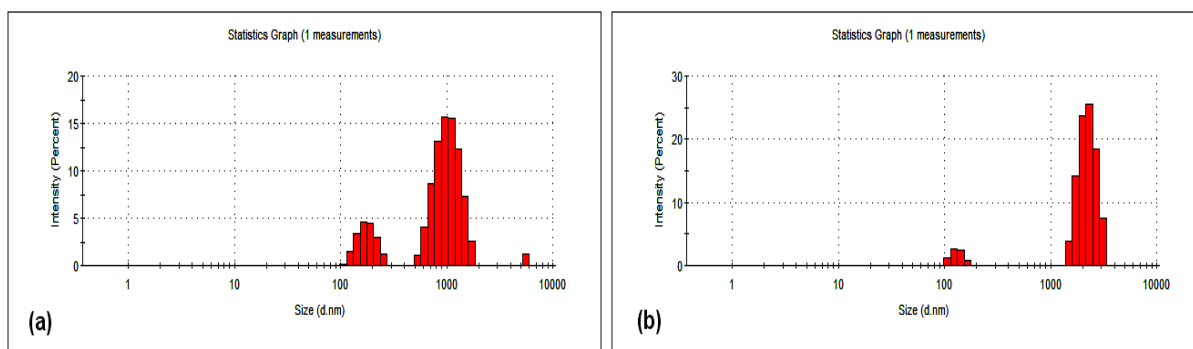 Statistics Graph (1 measurements)
20
15
10
5
0
Intensity (Percent)
1 10 100 1000 10000
Size (d.nm)
(a)
Statistics Graph (1 measurements)
30
20
10
0
Intensity (Percent)
1 10 100 1000 10000
Size (d.nm)
(b)